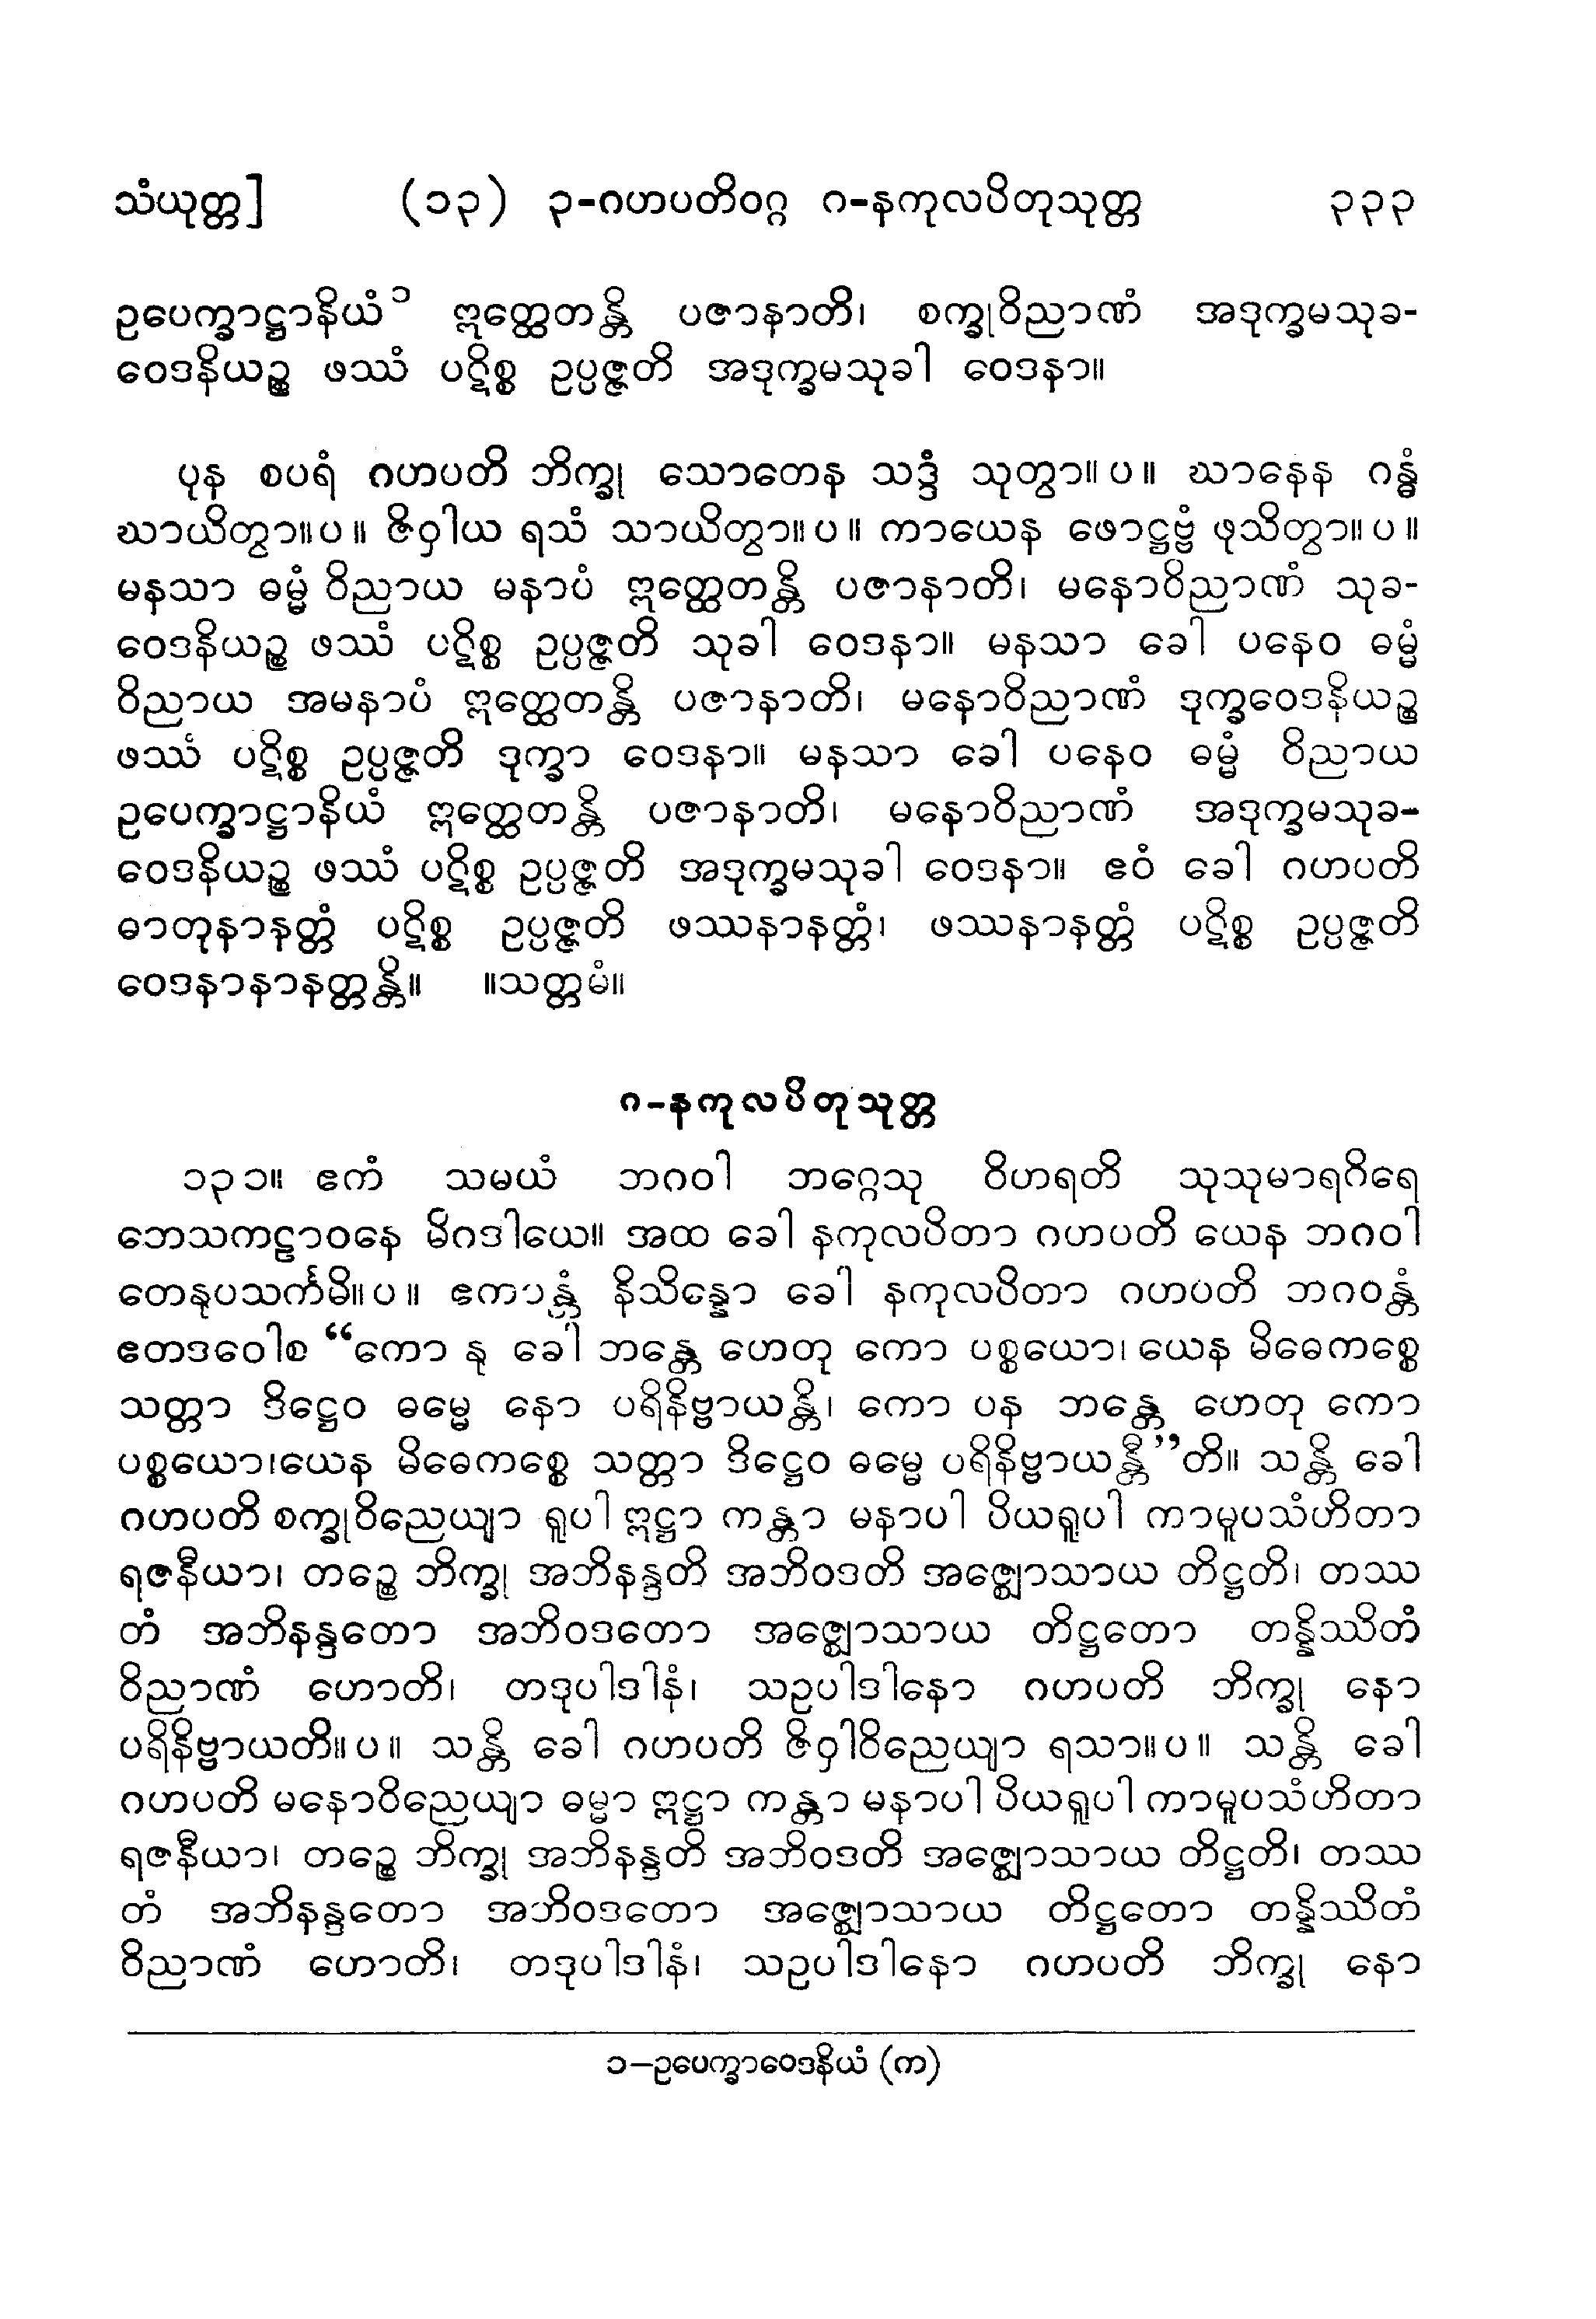 သံယုတ္တ] (၁၃) ၃-ဂဟပတိဝဂ္ဂ ဂ-နကုလပိတုသုတ္တ ၃၃၃
ဥပေက္ခာဋ္ဌာနိယံ ၁ ဣတ္ထေတန္တိ ပဇာနာတိ၊ စက္ခုဝိညာဏံ အဒုက္ခမသုခ-
ဝေဒနိယဉ္စ ဖဿံ ပဋိစ္စ ဥပ္ပဇ္ဇတိ အဒုက္ခမသုခါ ဝေဒနာ။
ပုန စပရံ ဂဟပတိ ဘိက္ခု သောတေန သဒ္ဒံ သုတွာ။ပ။ ဃာနေန ဂန္ဓံ
ဃာယိတွာ။ပ။ ဇိဝှါယ ရသံ သာယိတွာ။ပ။ ကာယေန ဖောဋ္ဌဗ္ဗံ ဖုသိတွာ။ပ။
မနသာ ဓမ္မံ ဝိညာယ မနာပံ ဣတ္ထေတန္တိ ပဇာနာတိ၊ မနောဝိညာဏံ သုခ-
ဝေဒနိယဉ္စ ဖဿံ ပဋိစ္စ ဥပ္ပဇ္ဇတိ သုခါ ဝေဒနာ။ မနသာ ခေါ ပနေဝ ဓမ္မံ
ဝိညာယ အမနာပံ ဣတ္ထေတန္တိ ပဇာနာတိ၊ မနောဝိညာဏံ ဒုက္ခဝေဒနိယဉ္စ
ဖဿံ ပဋိစ္စ ဥပ္ပဇ္ဇတိ ဒုက္ခာ ဝေဒနာ။ မနသာ ခေါ ပနေဝ ဓမ္မံ ဝိညာယ
ဥပေက္ခာဋ္ဌာနိယံ ဣတ္ထေတန္တိ ပဇာနာတိ၊ မနောဝိညာဏံ အဒုက္ခမသုခ-
ဝေဒနိယဉ္စ ဖဿံ ပဋိစ္စ ဥပ္ပဇ္ဇတိ အဒုက္ခမသုခါ ဝေဒနာ။ ဧဝံ ခေါ ဂဟပတိ
ဓာတုနာနတ္တံ ပဋိစ္စ ဥပ္ပဇ္ဇတိ ဖဿနာနတ္တံ၊ ဖဿနာနတ္တံ ပဋိစ္စ ဥပ္ပဇ္ဇတိ
ဝေဒနာနာနတ္တန္တိ။ ။သတ္တမံ။
ဂ-နကုလပိတုသုတ္တ
၁၃၁။ ဧကံ သမယံ ဘဂဝါ ဘဂ္ဂေသု ဝိဟရတိ သုသုမာရဂိရေ
ဘေသကဠာဝနေ မိဂဒါယေ။ အထ ခေါ နကုလပိတာ ဂဟပတိ ယေန ဘဂဝါ
တေနုပသင်္ကမိ။ပ။ ဧကမန္တံ နိသိန္နော ခေါ နကုလပိတာ ဂဟပတိ ဘဂဝန္တံ
ဧတဒဝေါစ “ကော နု ခေါ ဘန္တေ ဟေတု ကော ပစ္စယော၊ ယေန မိဓေကစ္စေ
သတ္တာ ဒိဋ္ဌေဝ ဓမ္မေ နော ပရိနိဗ္ဗာယန္တိ၊ ကော ပန ဘန္တေ ဟေတု ကော
ပစ္စယော၊ယေန မိဓေကစ္စေ သတ္တာ ဒိဋ္ဌေဝ ဓမ္မေ ပရိနိဗ္ဗာယန္တီ”တိ။ သန္တိ ခေါ
ဂဟပတိ စက္ခုဝိညေယျာ ရူပါ ဣဋ္ဌာ ကန္တာ မနာပါ ပိယရူပါ ကာမူပသံဟိတာ
ရဇနီယာ၊ တဉ္စေ ဘိက္ခု အဘိနန္ဒတိ အဘိဝဒတိ အဇ္ဈောသာယ တိဋ္ဌတိ၊ တဿ
တံ အဘိနန္ဒတော အဘိဝဒတော အဇ္ဈောသာယ တိဋ္ဌတော တန္နိဿိတံ
ဝိညာဏံ ဟောတိ၊ တဒုပါဒါနံ၊ သဥပါဒါနော ဂဟပတိ ဘိက္ခု နော
ပရိနိဗ္ဗာယတိ။ပ။ သန္တိ ခေါ ဂဟပတိ ဇိဝှါဝိညေယျာ ရသာ။ပ။ သန္တိ ခေါ
ဂဟပတိ မနောဝိညေယျာ ဓမ္မာ ဣဋ္ဌာ ကန္တာ မနာပါ ပိယရူပါ ကာမူပသံဟိတာ
ရဇနီယာ၊ တဉ္စေ ဘိက္ခု အဘိနန္ဒတိ အဘိဝဒတိ အဇ္ဈောသာယ တိဋ္ဌတိ၊ တဿ
တံ အဘိနန္ဒတော အဘိဝဒတော အဇ္ဈောသာယ တိဋ္ဌတော တန္နိဿိတံ
ဝိညာဏံ ဟောတိ၊ တဒုပါဒါနံ၊ သဥပါဒါနော ဂဟပတိ ဘိက္ခု နော
၁−ဥပေက္ခာဝေဒနိယံ (က)